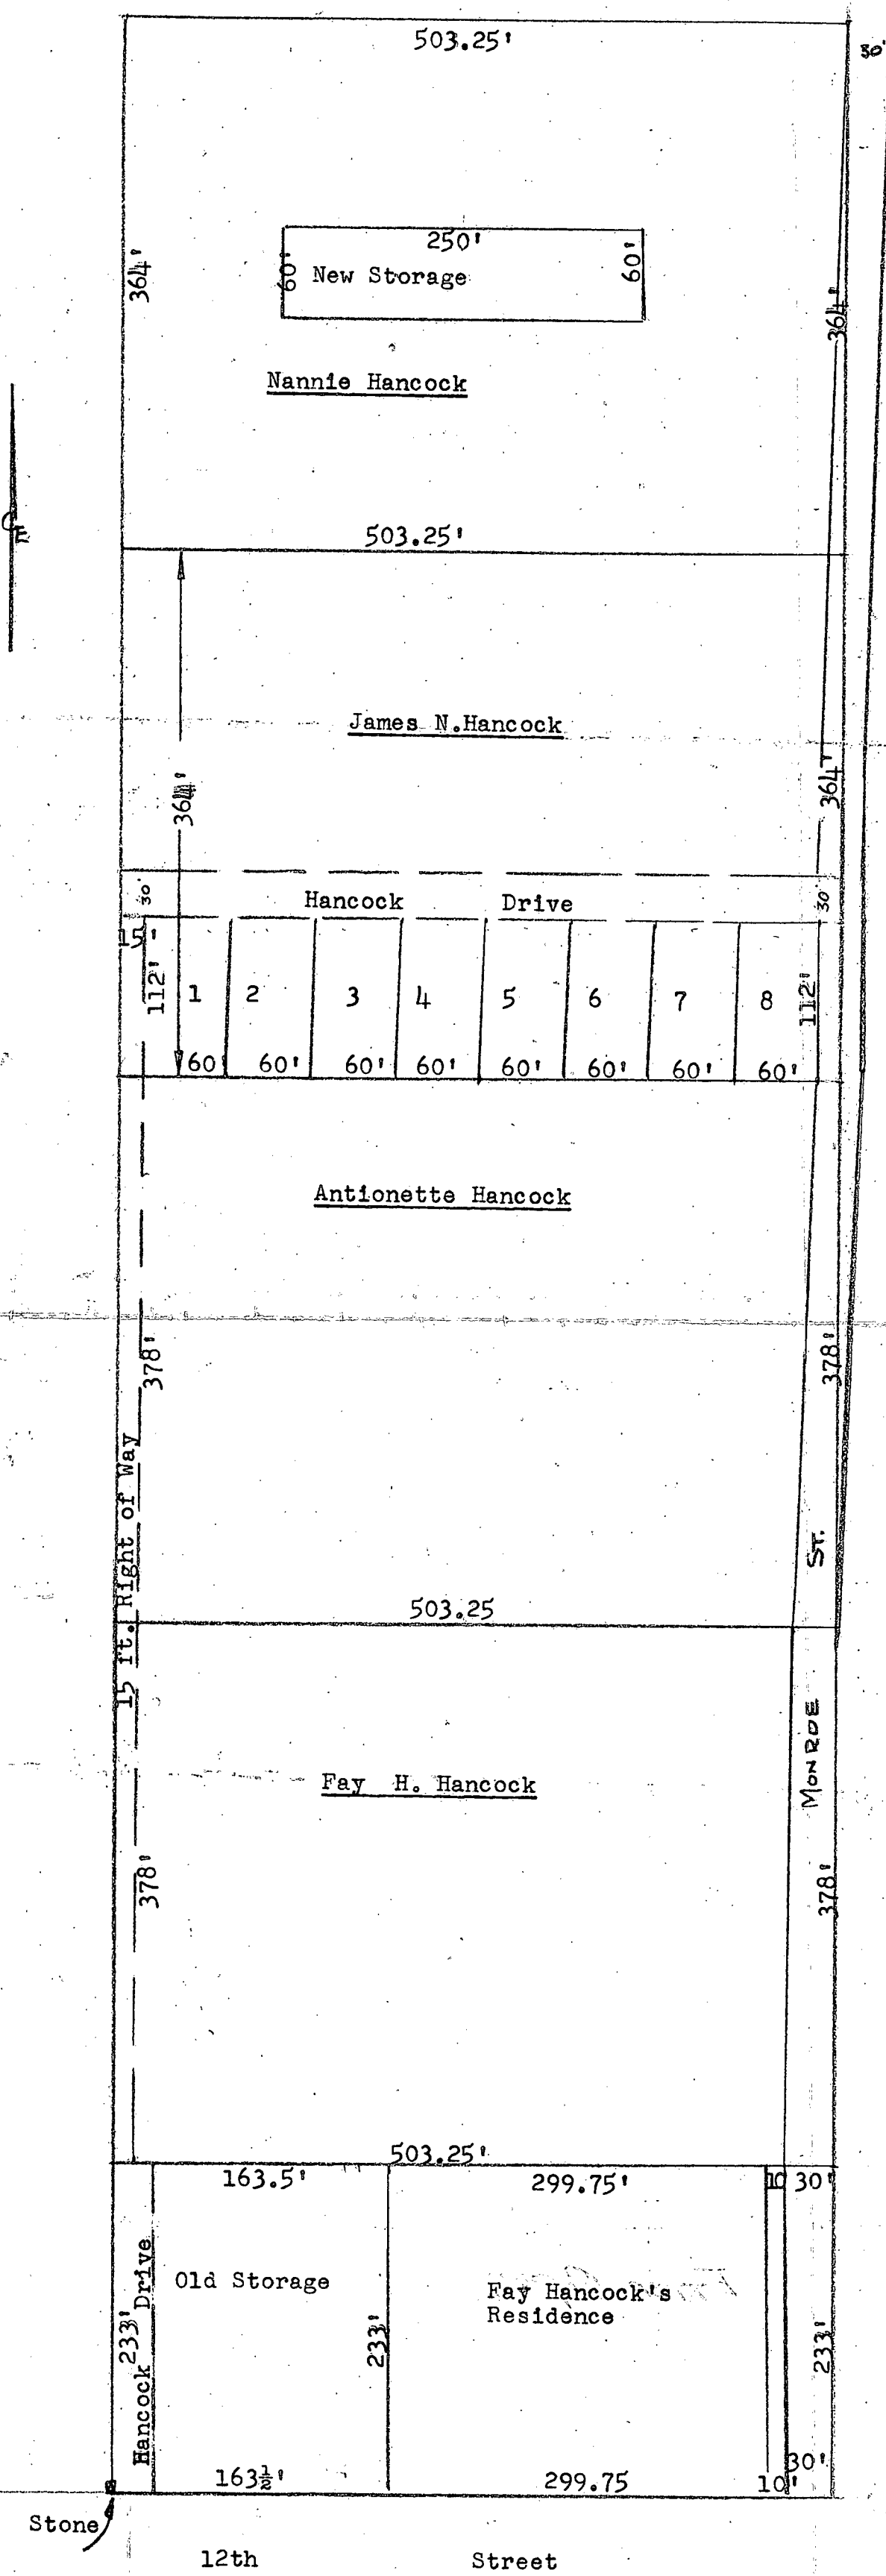 503.25'
30'
250'
60'
New Storage
60'
364'
364'
Nannie Hancock
503.25'
James N.Hancock
364'
364'
30'
Hancock Drive
30'
15'
112'
1 2 3 4 5 6 7 8
112'
60' 60' 60' 60' 60' 60' 60' 60'
Antionette Hancock
378'
378'
15 ft. Right of Way
ST.
503.25
MONROE
Fay H. Hancock
378'
378'
503.25'
163.5' 299.75' 10 30'
Old Storage
Fay Hancock's
Residence
Hancock Drive
233'
233'
233'
30'
163½' 299.75 10'
Stone
12th Street